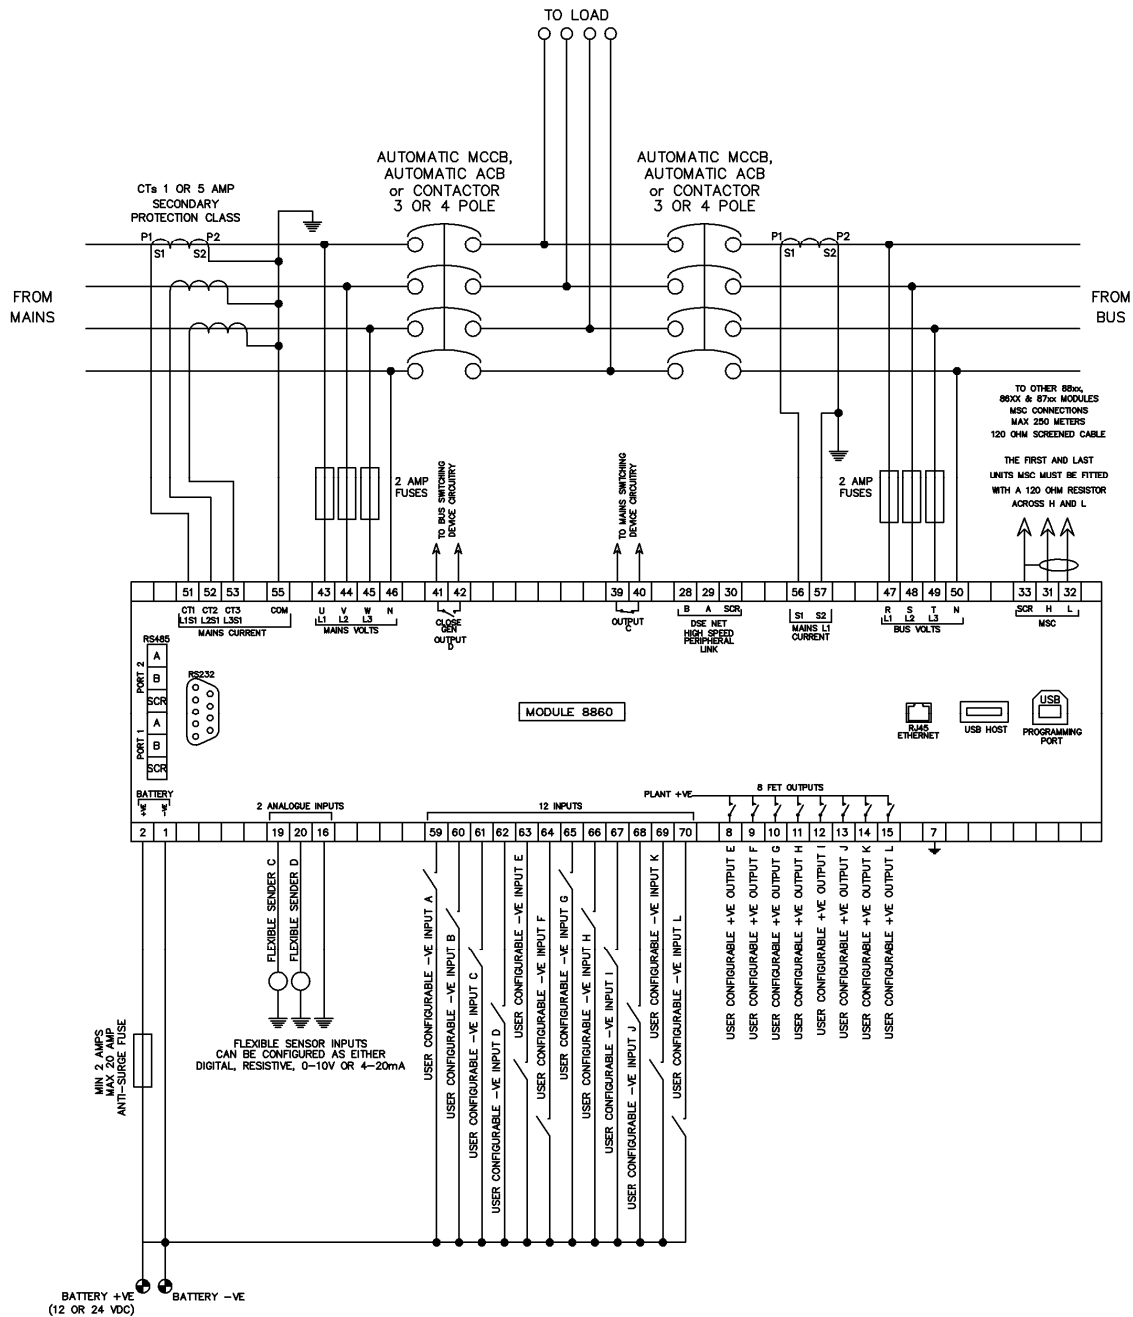 TO LOAD
AUTOMATIC MCCB,
AUTOMATIC ACB
or CONTACTOR
3 OR 4 POLE
AUTOMATIC MCCB,
AUTOMATIC ACB
or CONTACTOR
3 OR 4 POLE
CTs 1 OR 5 AMP
SECONDARY
PROTECTION CLASS
P1 P2
S1 S2
P1 P2
S1 S2
FROM
MAINS
FROM
BUS
TO OTHER 88xx,
86XX & 87xx MODULES
MSC CONNECTIONS
MAX 250 METERS
120 OHM SCREENED CABLE
THE FIRST AND LAST
UNITS MSC MUST BE FITTED
WITH A 120 OHM RESISTOR
ACROSS H AND L
2 AMP
FUSES
TO BUS SWITCHING
DEVICE CIRCUITRY
TO MAINS SWITCHING
DEVICE CIRCUITRY
2 AMP
FUSES
51 52 53 55 43 44 45 46 41 42 39 40 28 29 30 56 57 47 48 49 50 33 31 32
CT1 CT2 CT3 COM
L1S1 L2S1 L3S1
MAINS CURRENT
U V W N
L1 L2 L3
MAINS VOLTS
CLOSE
GEN
OUTPUT
D
OUTPUT
C
B A SCR
DSE NET
HIGH SPEED
PERIPHERAL
LINK
S1 S2
MAINS L1
CURRENT
R S T N
L1 L2 L3
BUS VOLTS
SCR H L
MSC
RS485
PORT 2
A
B
SCR
PORT 1
A
B
SCR
RS232
MODULE 8860
RJ45
ETHERNET
USB HOST
USB
PROGRAMMING
PORT
BATTERY
+VE
-VE
2 ANALOGUE INPUTS
12 INPUTS
PLANT +VE
8 FET OUTPUTS
2 1 19 20 16 59 60 61 62 63 64 65 66 67 68 69 70 8 9 10 11 12 13 14 15 7
FLEXIBLE SENDER C
FLEXIBLE SENDER D
FLEXIBLE SENSOR INPUTS
CAN BE CONFIGURED AS EITHER
DIGITAL, RESISTIVE, 0-10V OR 4-20mA
USER CONFIGURABLE -VE INPUT A
USER CONFIGURABLE -VE INPUT B
USER CONFIGURABLE -VE INPUT C
USER CONFIGURABLE -VE INPUT D
USER CONFIGURABLE -VE INPUT E
USER CONFIGURABLE -VE INPUT F
USER CONFIGURABLE -VE INPUT G
USER CONFIGURABLE -VE INPUT H
USER CONFIGURABLE -VE INPUT I
USER CONFIGURABLE -VE INPUT J
USER CONFIGURABLE -VE INPUT K
USER CONFIGURABLE -VE INPUT L
USER CONFIGURABLE +VE OUTPUT E
USER CONFIGURABLE +VE OUTPUT F
USER CONFIGURABLE +VE OUTPUT G
USER CONFIGURABLE +VE OUTPUT H
USER CONFIGURABLE +VE OUTPUT I
USER CONFIGURABLE +VE OUTPUT J
USER CONFIGURABLE +VE OUTPUT K
USER CONFIGURABLE +VE OUTPUT L
MIN 2 AMPS
MAX 20 AMP
ANTI-SURGE FUSE
BATTERY +VE
(12 OR 24 VDC)
BATTERY -VE